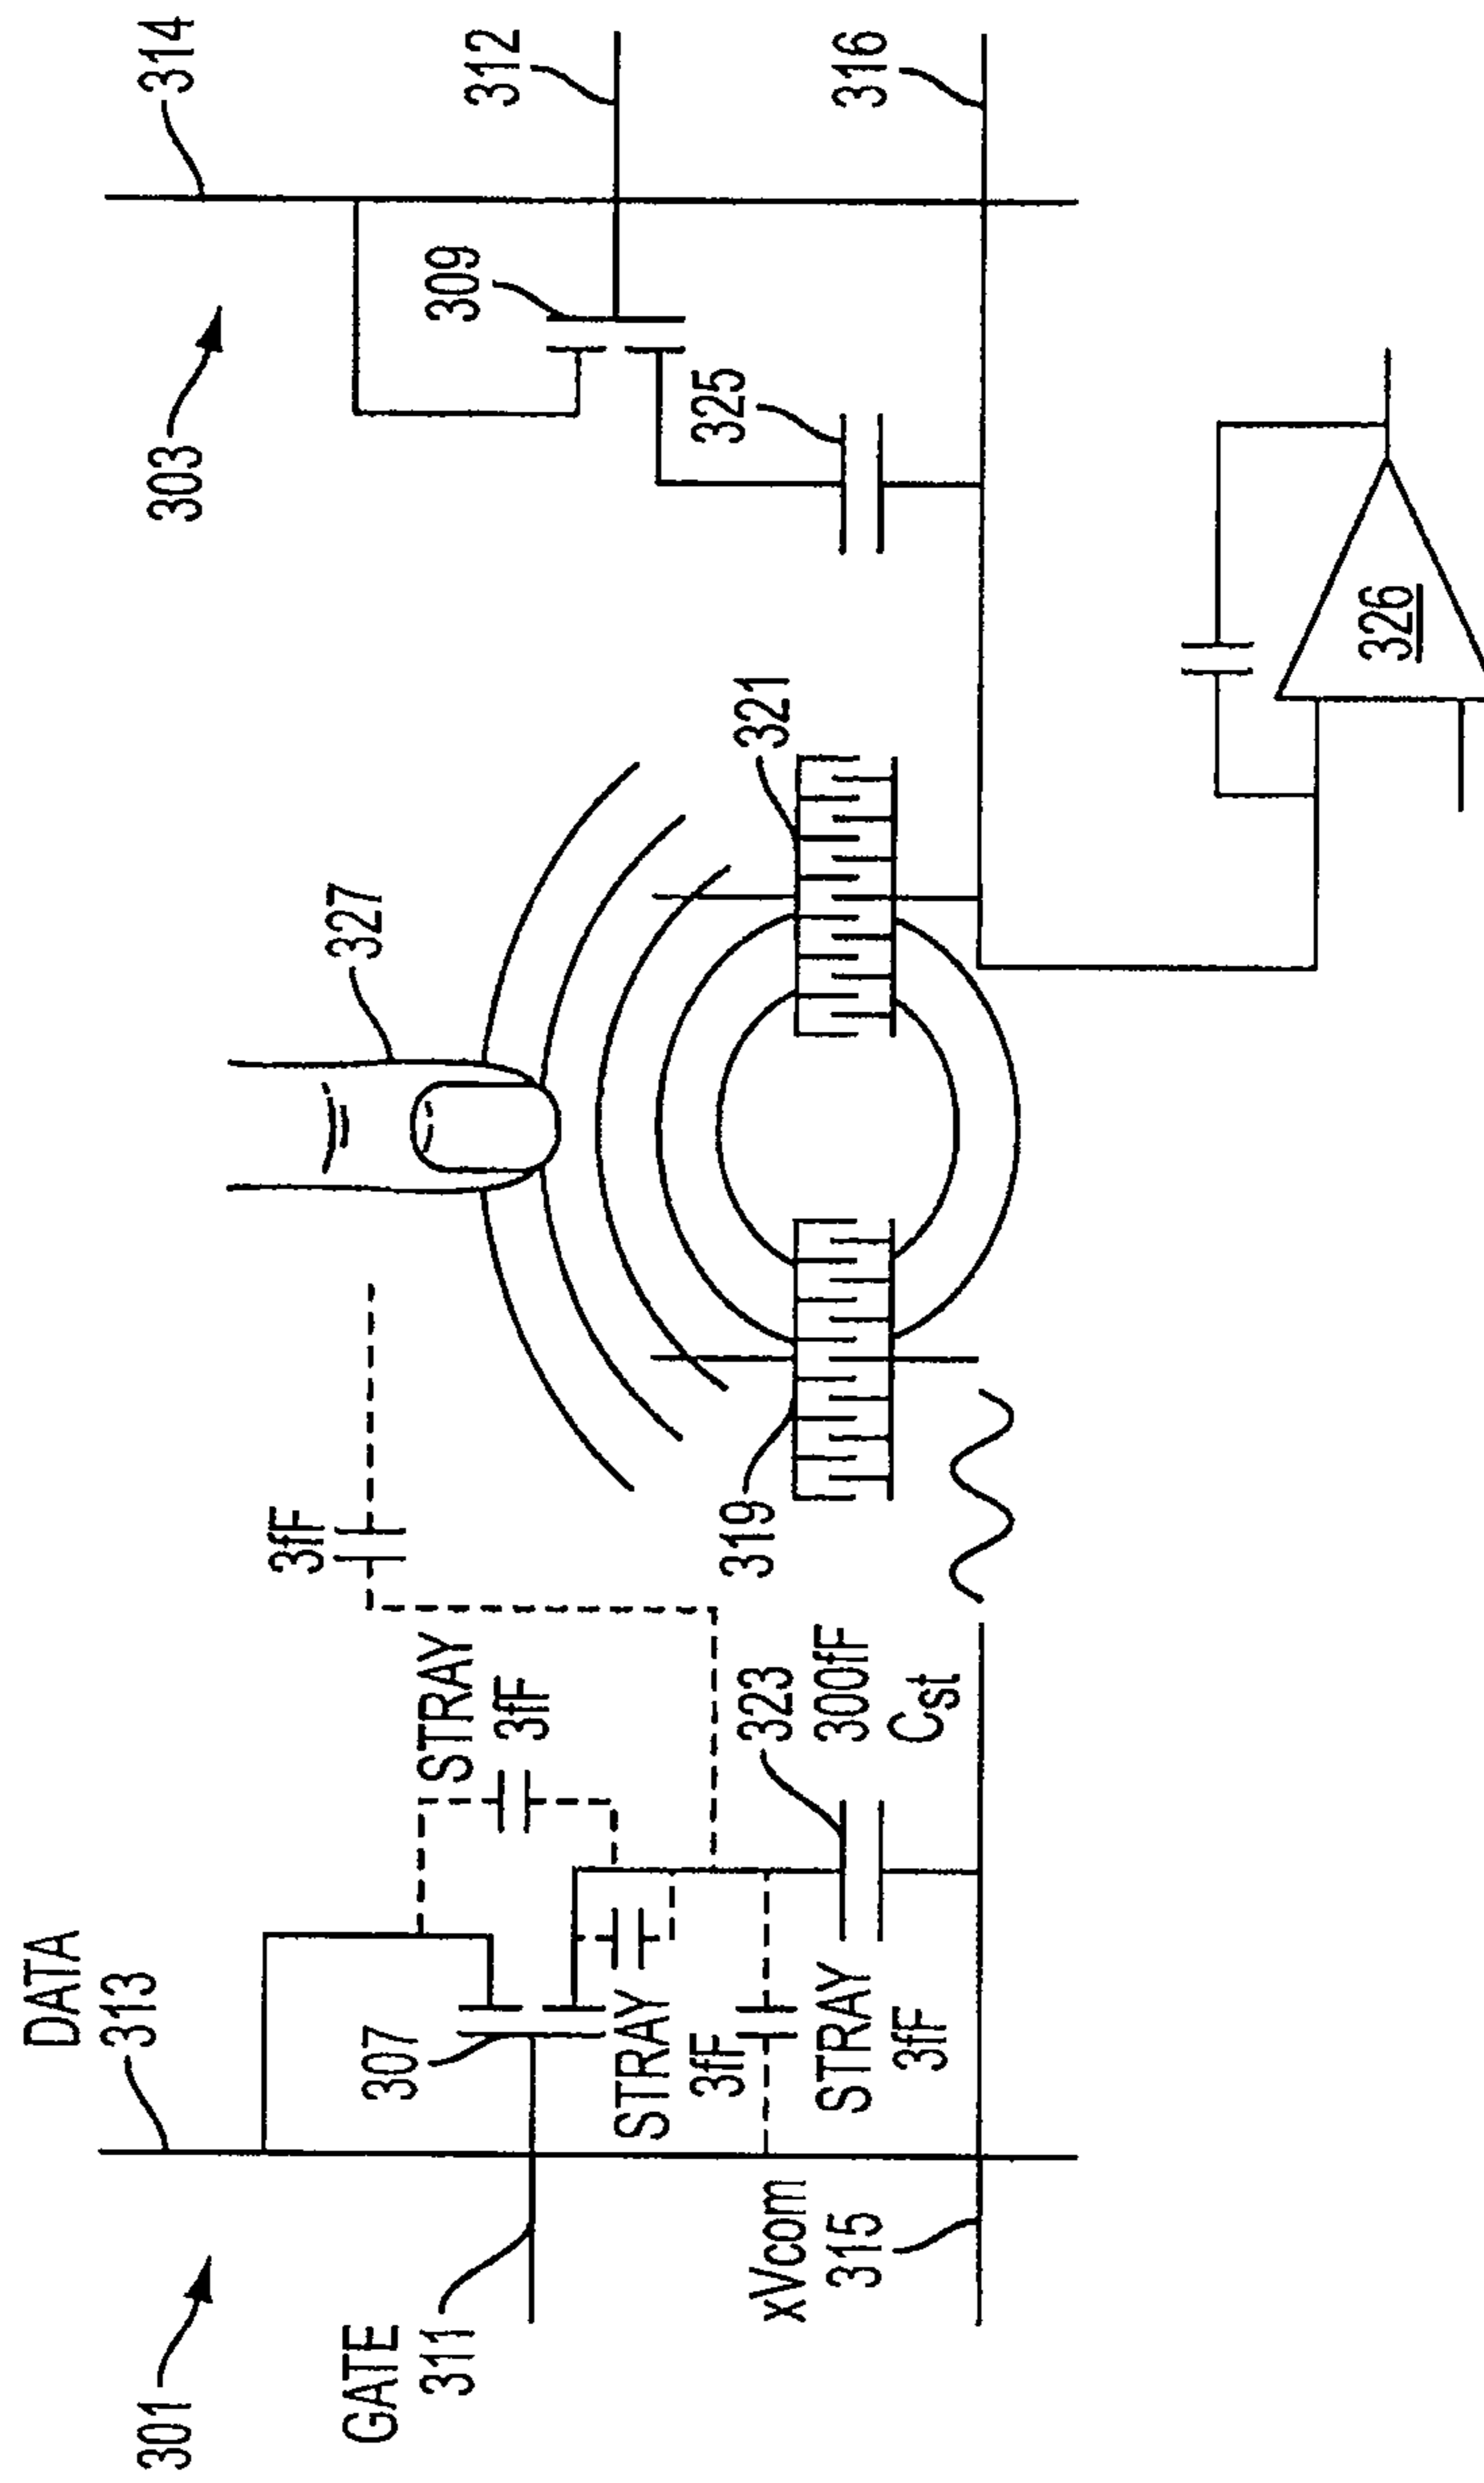 DATA
313
301
303
314
3fF
327
GATE
311
307
STRAY
3fF
309
312
STRAY
3fF
325
xVcom
315
STRAY
3fF
323
300fF
Cst
319
321
316
326